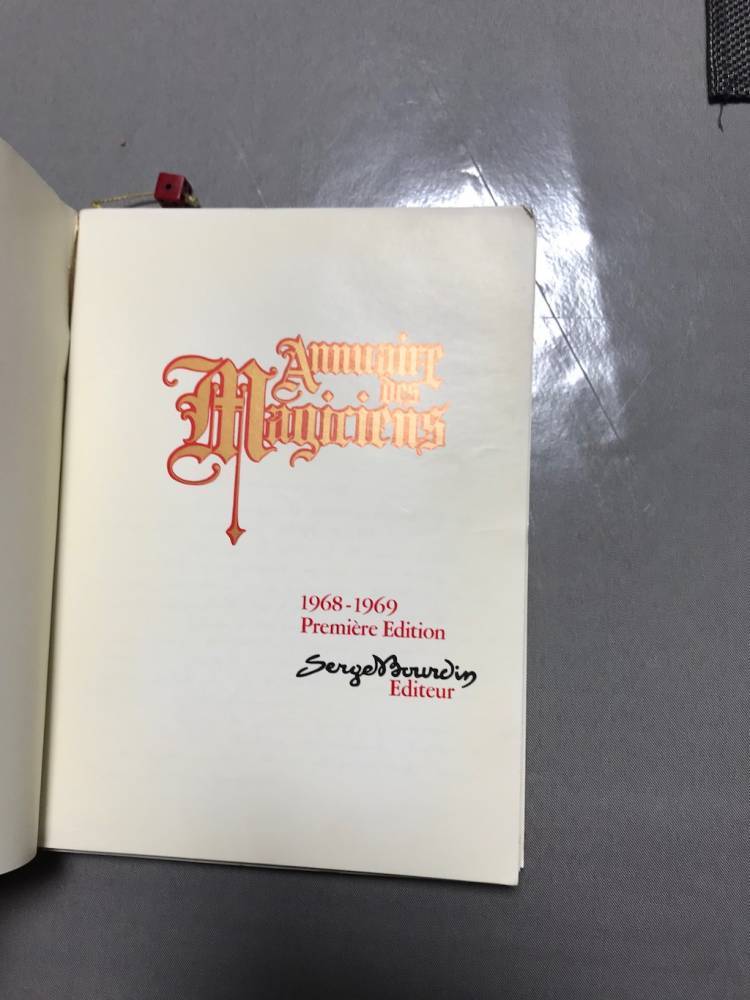 Annuaire
des
Magiciens
1968-1969
Première Edition
Serge Bourdin
Editeur